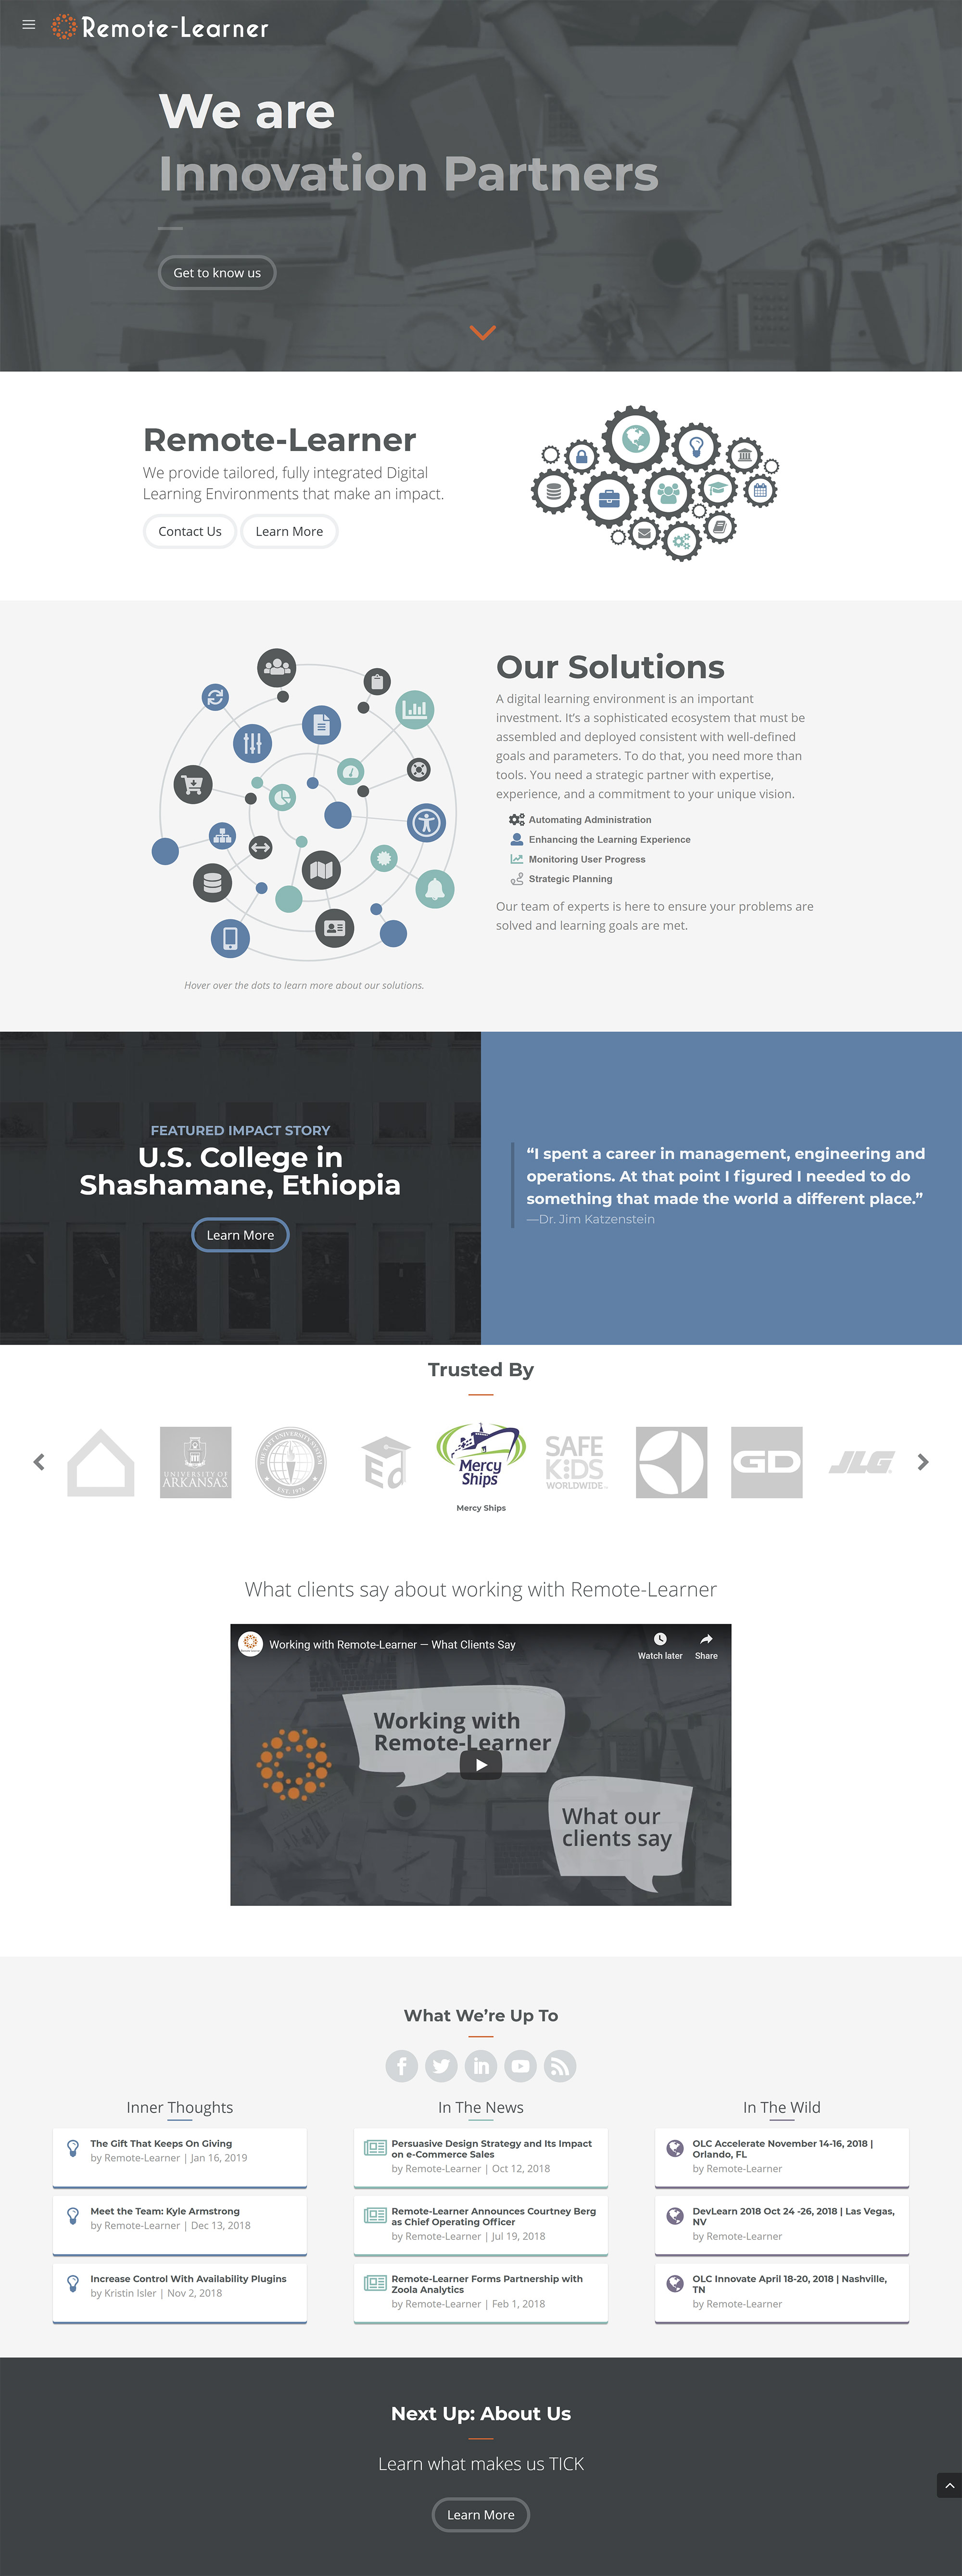 Remote-Learner
We are
Innovation Partners
Get to know us
Remote-Learner
We provide tailored, fully integrated Digital
Learning Environments that make an impact.
Contact Us
Learn More
Our Solutions
A digital learning environment is an important
investment. It’s a sophisticated ecosystem that must be
assembled and deployed consistent with well-defined
goals and parameters. To do that, you need more than
tools. You need a strategic partner with expertise,
experience, and a commitment to your unique vision.
Automating Administration
Enhancing the Learning Experience
Monitoring User Progress
Strategic Planning
Our team of experts is here to ensure your problems are
solved and learning goals are met.
Hover over the dots to learn more about our solutions.
FEATURED IMPACT STORY
U.S. College in
Shashamane, Ethiopia
Learn More
“I spent a career in management, engineering and
operations. At that point I figured I needed to do
something that made the world a different place.”
—Dr. Jim Katzenstein
Trusted By
UNIVERSITY OF
ARKANSAS
EST. 1976
Ed
Mercy
Ships
SAFE
KIDS
WORLDWIDE
GD
JLG
Mercy Ships
What clients say about working with Remote-Learner
Working with Remote-Learner — What Clients Say
Watch later
Share
Working with
Remote-Learner
What our
clients say
What We’re Up To
Inner Thoughts
The Gift That Keeps On Giving
by Remote-Learner | Jan 16, 2019
Meet the Team: Kyle Armstrong
by Remote-Learner | Dec 13, 2018
Increase Control With Availability Plugins
by Kristin Isler | Nov 2, 2018
In The News
Persuasive Design Strategy and Its Impact
on e-Commerce Sales
by Remote-Learner | Oct 12, 2018
Remote-Learner Announces Courtney Berg
as Chief Operating Officer
by Remote-Learner | Jul 19, 2018
Remote-Learner Forms Partnership with
Zoola Analytics
by Remote-Learner | Feb 1, 2018
In The Wild
OLC Accelerate November 14-16, 2018 |
Orlando, FL
by Remote-Learner
DevLearn 2018 Oct 24 -26, 2018 | Las Vegas,
NV
by Remote-Learner
OLC Innovate April 18-20, 2018 | Nashville,
TN
by Remote-Learner
Next Up: About Us
Learn what makes us TICK
Learn More